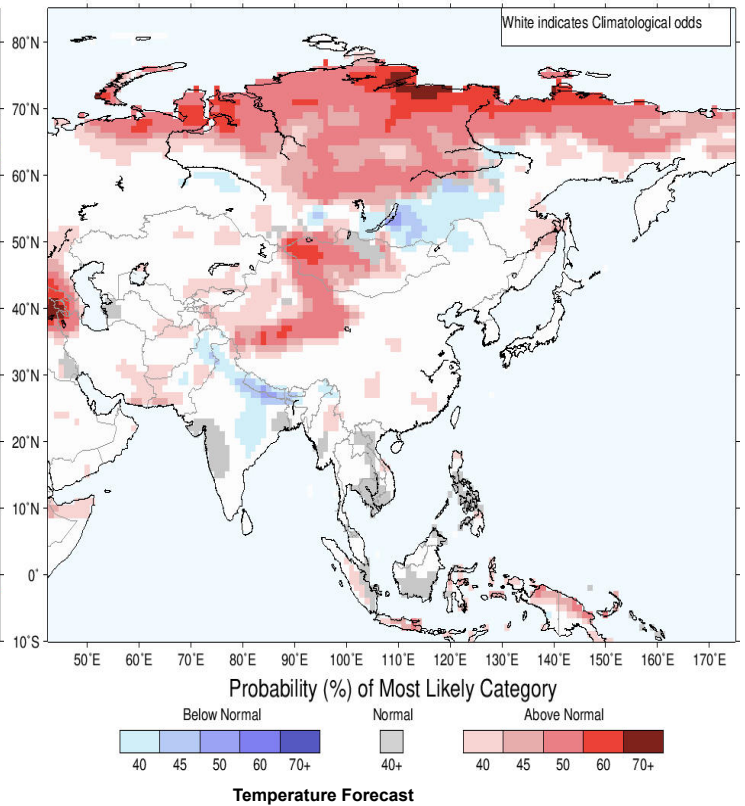 White indicates Climatological odds
80°N
70°N
60°N
50°N
40°N
30°N
20°N
10°N
0°
10°S
50°E 60°E 70°E 80°E 90°E 100°E 110°E 120°E 130°E 140°E 150°E 160°E 170°E
Probability (%) of Most Likely Category
Below Normal Normal Above Normal
40 45 50 60 70+ 40+ 40 45 50 60 70+
Temperature Forecast